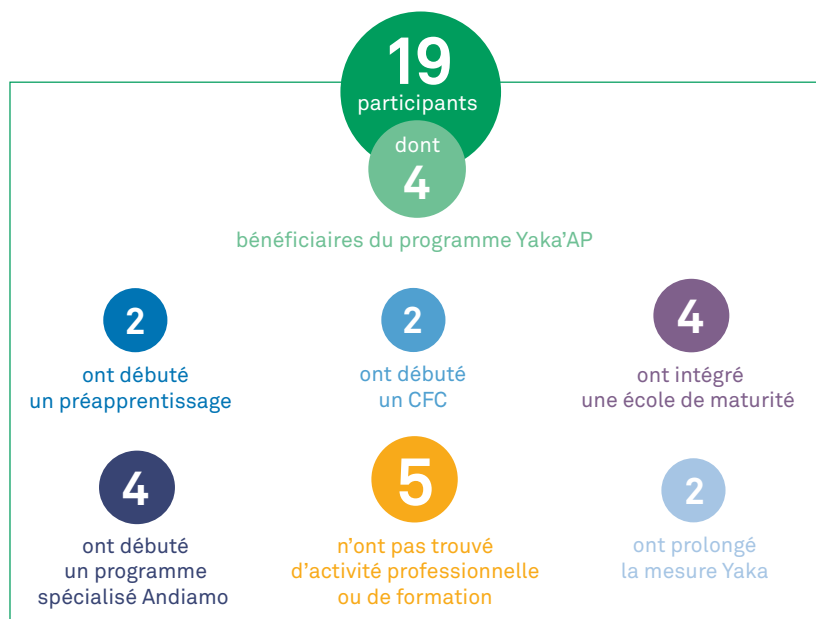 19
participants
dont
4
bénéficiaires du programme Yaka’AP
2
ont débuté
un préapprentissage
2
ont débuté
un CFC
4
ont intégré
une école de maturité
4
ont débuté
un programme
spécialisé Andiamo
5
n’ont pas trouvé
d’activité professionnelle
ou de formation
2
ont prolongé
la mesure Yaka